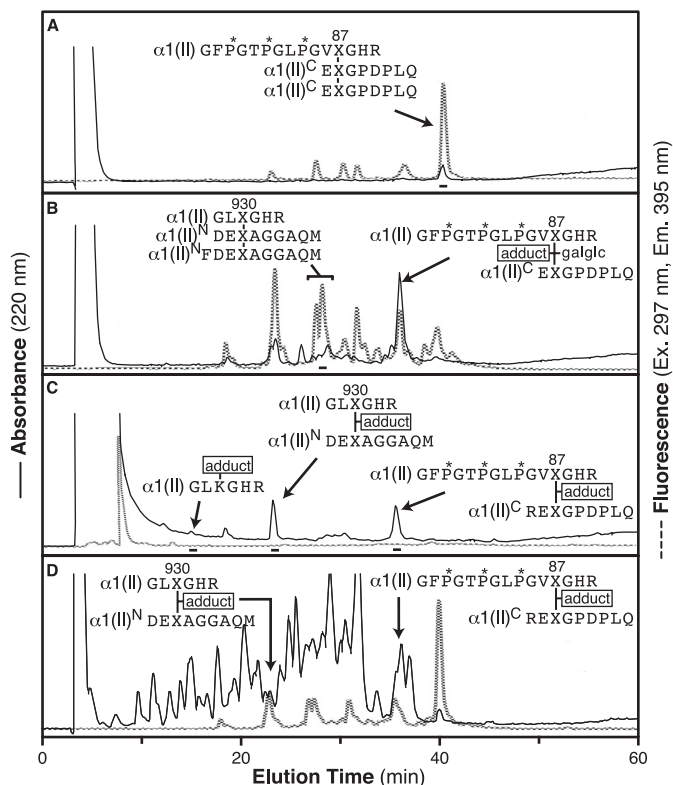 A
87
* * *
α1(II) GFPGTPGLPGVXGHR
α1(II)C EXGPDPLQ
α1(II)C EXGPDPLQ
B
930
α1(II) GLXGHR
α1(II)N DEXAGGAQM
α1(II)N FDEXAGGAQM
87
* * *
α1(II) GFPGTPGLPGVXGHR
adduct galglc
α1(II)C EXGPDPLQ
C
930
α1(II) GLXGHR
adduct
α1(II)N DEXAGGAQM
adduct
α1(II) GLKGHR
87
* * *
α1(II) GFPGTPGLPGVXGHR
adduct
α1(II)C REXGPDPLQ
D
930
α1(II) GLXGHR
adduct
α1(II)N DEXAGGAQM
87
* * *
α1(II) GFPGTPGLPGVXGHR
adduct
α1(II)C REXGPDPLQ
0 20 40 60
Elution Time (min)
Absorbance (220 nm)
Fluorescence (Ex. 297 nm, Em. 395 nm)